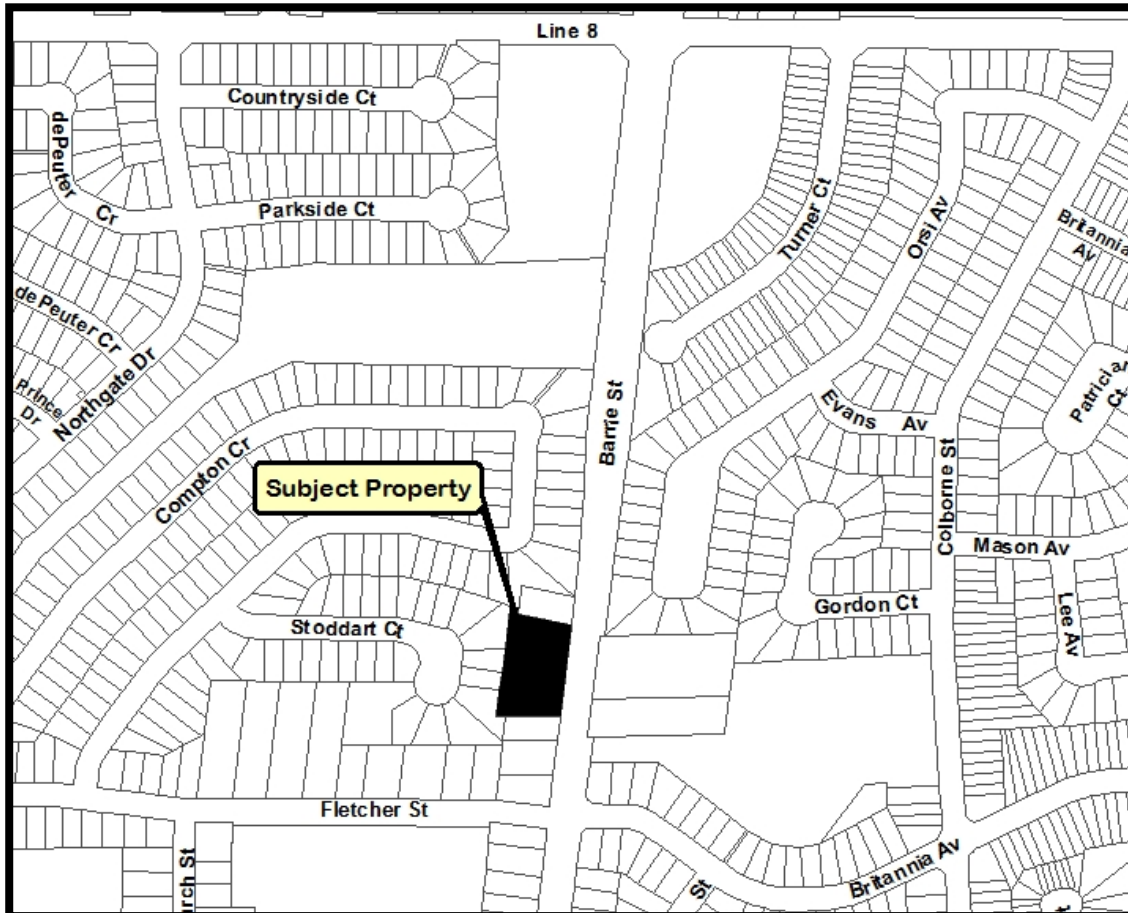 Line 8
Countryside Ct
dePeuter
Cr
Parkside Ct
Turner Ct
Orsi Av
Britannia
Av
de Peuter Cr
Northgate Dr
Prince
Dr
Barrie St
Evans Av
Patrician
Ct
Compton Cr
Subject Property
Colborne St
Mason Av
Gordon Ct
Lee Av
Stoddart Ct
Fletcher St
urch St
St
Britannia Av